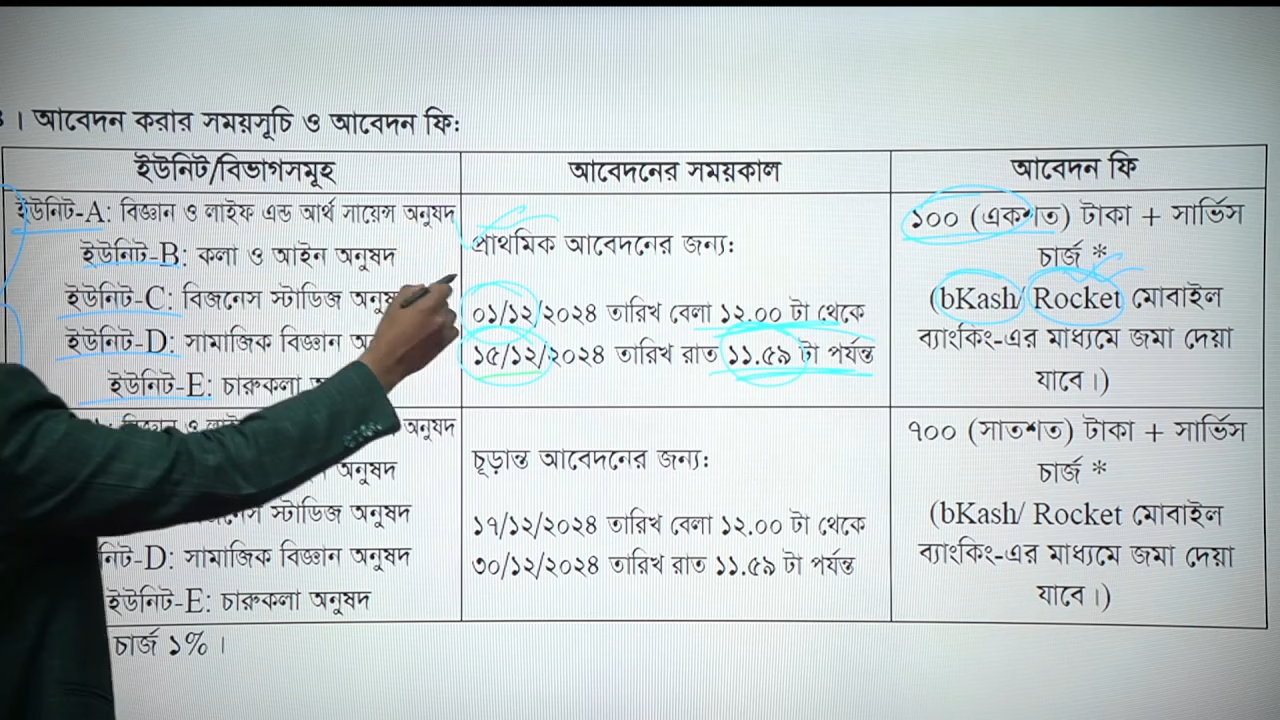 । আবেদন করার সময়সূচি ও আবেদন ফি:
ইউনিট/বিভাগসমূহ
আবেদনের সময়কাল
আবেদন ফি
ইউনিট-A: বিজ্ঞান ও লাইফ এন্ড আর্থ সায়েন্স অনুষদ
ইউনিট-B: কলা ও আইন অনুষদ
ইউনিট-C: বিজনেস স্টাডিজ
ইউনিট-D: সামাজিক বিজ্ঞান
ইউনিট-E: চারুকলা
প্রাথমিক আবেদনের জন্য:
০১/১২/২০২৪ তারিখ বেলা ১২.০০ টা থেকে
১৫/১২/২০২৪ তারিখ রাত ১১.৫৯ টা পর্যন্ত
১০০ (একশত) টাকা + সার্ভিস
চার্জ *
(bKash/ Rocket মোবাইল
ব্যাংকিং-এর মাধ্যমে জমা দেয়া
যাবে।)
অনুষদ
অনুষদ
স্টাডিজ অনুষদ
-D: সামাজিক বিজ্ঞান অনুষদ
ইউনিট-E: চারুকলা অনুষদ
চূড়ান্ত আবেদনের জন্য:
১৭/১২/২০২৪ তারিখ বেলা ১২.০০ টা থেকে
৩০/১২/২০২৪ তারিখ রাত ১১.৫৯ টা পর্যন্ত
৭০০ (সাতশত) টাকা + সার্ভিস
চার্জ *
(bKash/ Rocket মোবাইল
ব্যাংকিং-এর মাধ্যমে জমা দেয়া
যাবে।)
চার্জ ১%।